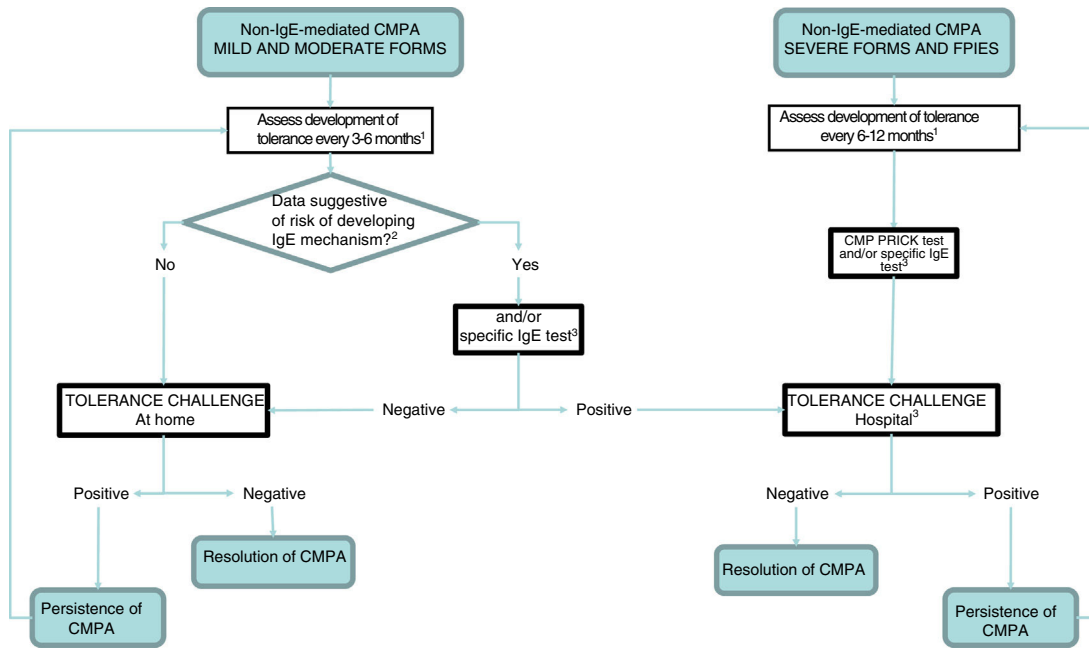 Non-IgE-mediated CMPA
MILD AND MODERATE FORMS
Assess development of
tolerance every 3-6 months¹
Data suggestive
of risk of developing
IgE mechanism?²
No
Yes
and/or
specific IgE test³
TOLERANCE CHALLENGE
At home
Negative
Positive
Positive
Negative
Resolution of CMPA
Persistence of
CMPA
Non-IgE-mediated CMPA
SEVERE FORMS AND FPIES
Assess development of tolerance
every 6-12 months¹
CMP PRICK test
and/or specific IgE
test³
TOLERANCE CHALLENGE
Hospital³
Negative
Positive
Resolution of CMPA
Persistence of
CMPA